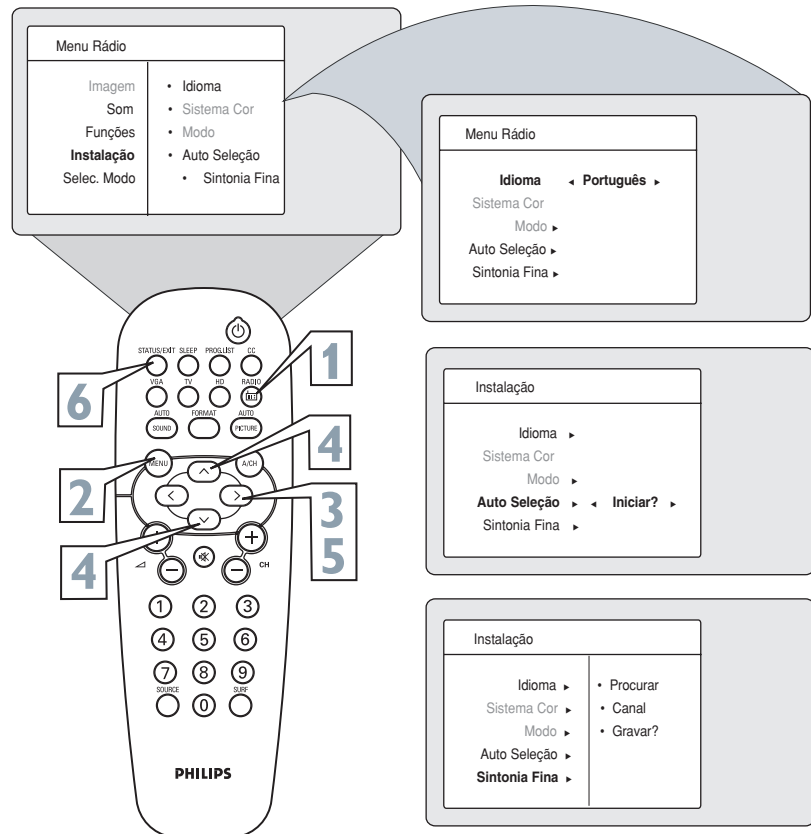 Menu Rádio
Imagem
Som
Funções
Instalação
Selec. Modo
• Idioma
• Sistema Cor
• Modo
• Auto Seleção
• Sintonia Fina
Menu Rádio
Idioma ◂ Português ▸
Sistema Cor
Modo ▸
Auto Seleção ▸
Sintonia Fina ▸
STATUS/EXIT SLEEP PROG.LIST CC
VGA TV HD RADIO
AUTO FORMAT AUTO
SOUND PICTURE
MENU A/CH
CH
1 2 3
4 5 6
7 8 9
SOURCE 0 SURF
PHILIPS
6
1
2
4
3
5
4
Instalação
Idioma ▸
Sistema Cor
Modo ▸
Auto Seleção ▸ ◂ Iniciar? ▸
Sintonia Fina ▸
Instalação
Idioma ▸
Sistema Cor ▸
Modo ▸
Auto Seleção ▸
Sintonia Fina ▸
• Procurar
• Canal
• Gravar?